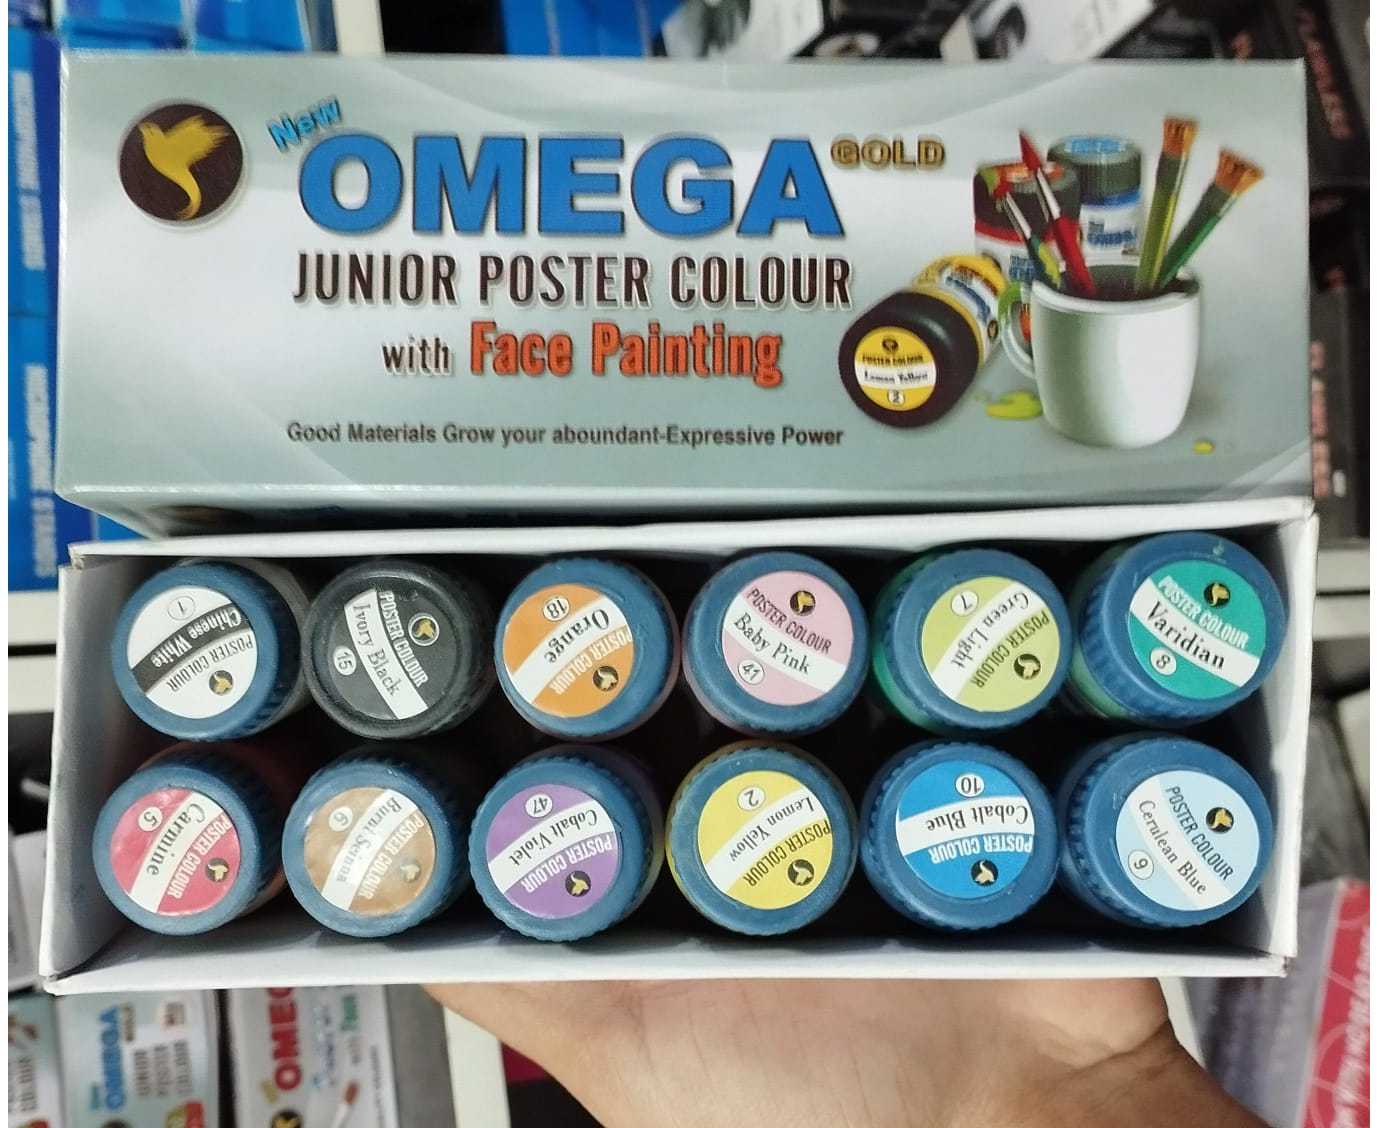 New
OMEGA GOLD
JUNIOR POSTER COLOUR
with Face Painting
Good Materials Grow your aboundant-Expressive Power
POSTER COLOUR
Lemon Yellow
2
1
Chinese White
POSTER COLOUR
POSTER COLOUR
Ivory Black
15
18
Orange
POSTER COLOUR
POSTER COLOUR
Baby Pink
41
7
Green Light
POSTER COLOUR
POSTER COLOUR
Varidian
8
5
Carmine
POSTER COLOUR
6
Burnt Seinna
POSTER COLOUR
47
Cobalt Violet
POSTER COLOUR
2
Lemon Yellow
POSTER COLOUR
10
Cobalt Blue
POSTER COLOUR
POSTER COLOUR
Cerulean Blue
9
OMEGA